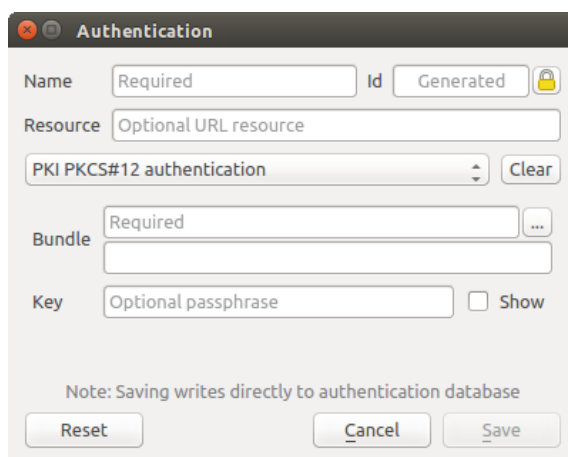 Authentication
Name Required Id Generated
Resource Optional URL resource
PKI PKCS#12 authentication Clear
Bundle Required ...
Key Optional passphrase Show
Note: Saving writes directly to authentication database
Reset Cancel Save